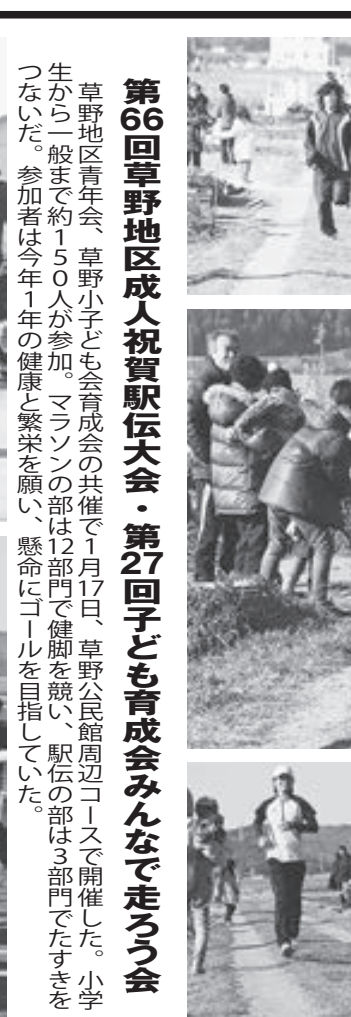 第66回草野地区成人祝賀駅伝大会・第27回子ども育成会みんなで走ろう会
草野地区青年会、草野小子ども会育成会の共催で1月17日、草野公民館周辺コースで開催した。小学
生から一般まで約150人が参加。マラソンの部は12部門で健脚を競い、駅伝の部は3部門でたすきを
つないだ。参加者は今年1年の健康と繁栄を願い、懸命にゴールを目指していた。